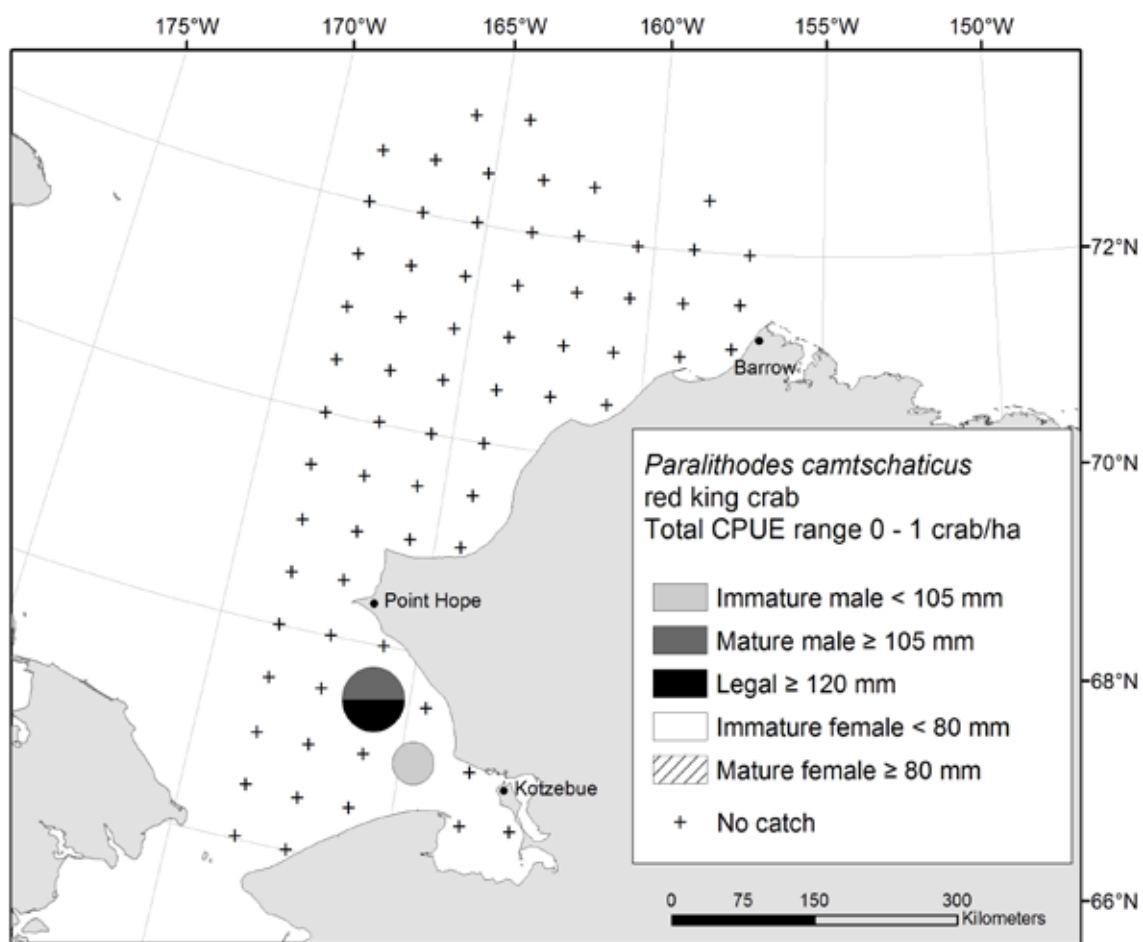 175°W 170°W 165°W 160°W 155°W 150°W
72°N
Barrow
70°N
Paralithodes camtschaticus
red king crab
Total CPUE range 0 - 1 crab/ha
Immature male < 105 mm
Point Hope
Mature male ≥ 105 mm
68°N
Legal ≥ 120 mm
Immature female < 80 mm
Mature female ≥ 80 mm
Kotzebue
No catch
66°N
0 75 150 300
Kilometers